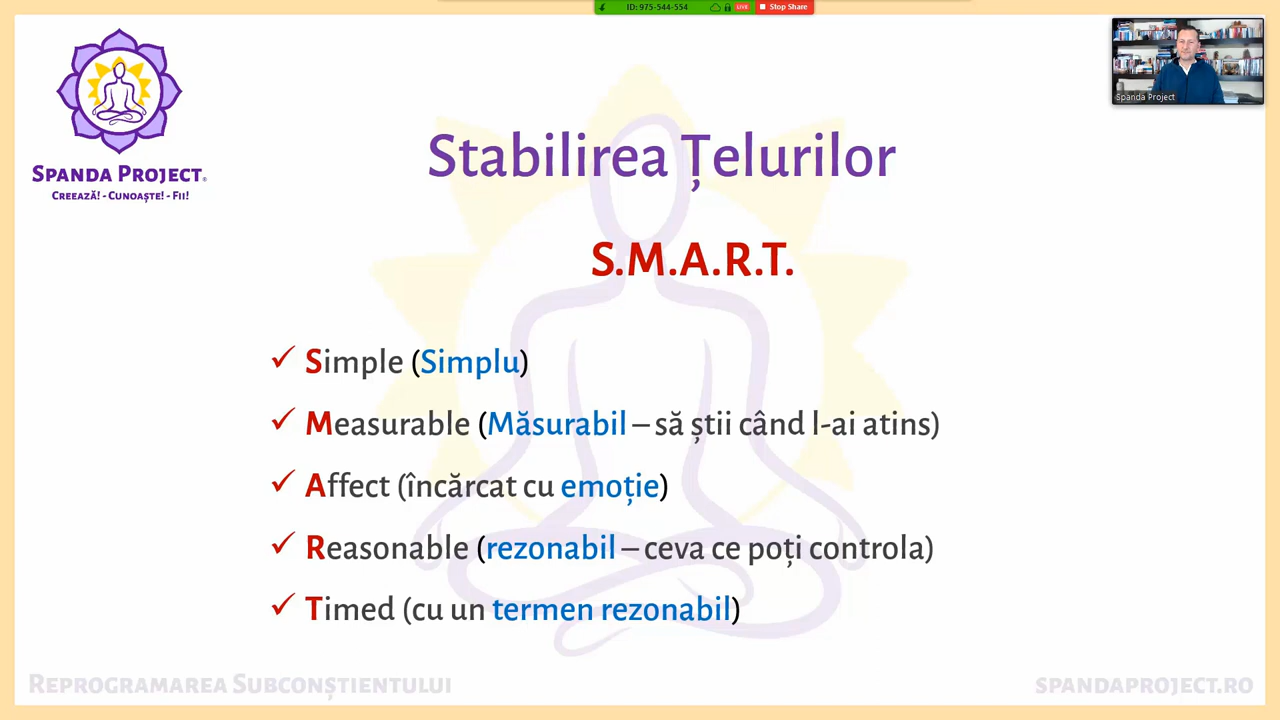 ID: 975-544-554 LIVE Stop Share
Spanda Project
SPANDA PROJECT®
CREEAZĂ! - CUNOAȘTE! - FII!
Stabilirea Țelurilor
S.M.A.R.T.
✓ Simple (Simplu)
✓ Measurable (Măsurabil – să știi când l-ai atins)
✓ Affect (încărcat cu emoție)
✓ Reasonable (rezonabil – ceva ce poți controla)
✓ Timed (cu un termen rezonabil)
REPROGRAMAREA SUBCONȘTIENTULUI
SPANDAPROJECT.RO